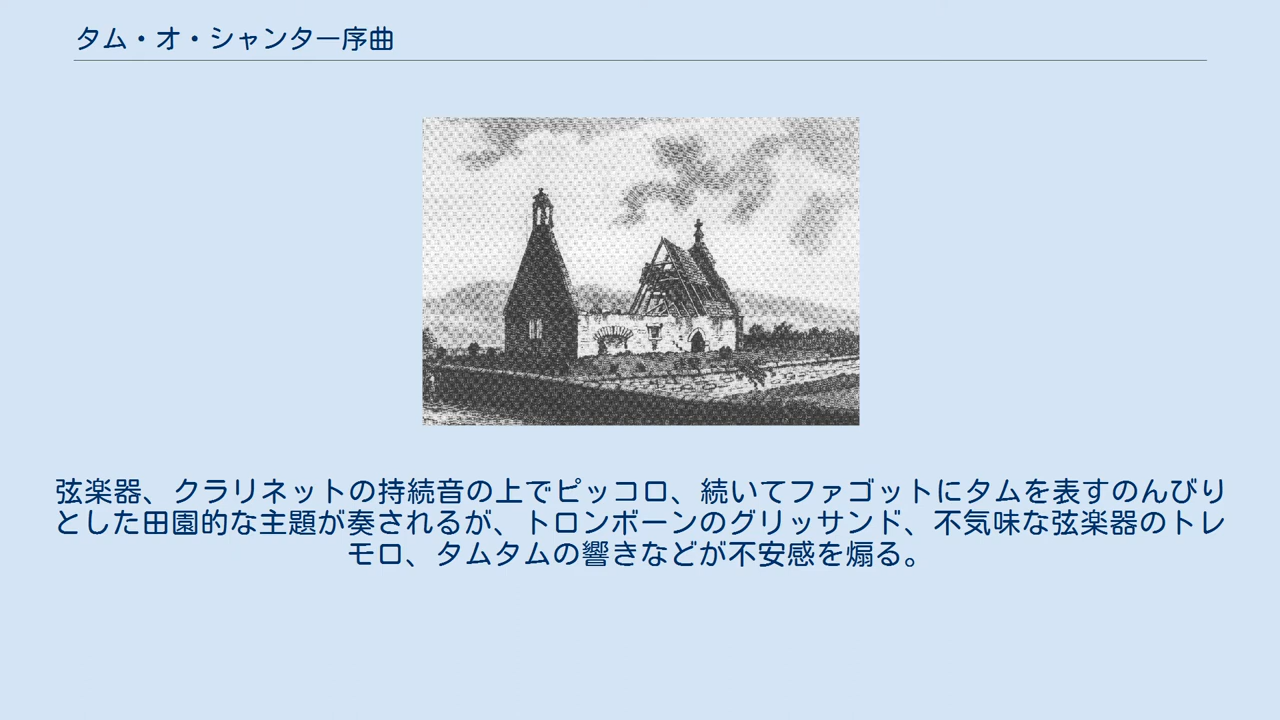 タム・オ・シャンター序曲
弦楽器、クラリネットの持続音の上でピッコロ、続いてファゴットにタムを表すのんびり
とした田園的な主題が奏されるが、トロンボーンのグリッサンド、不気味な弦楽器のトレ
モロ、タムタムの響きなどが不安感を煽る。